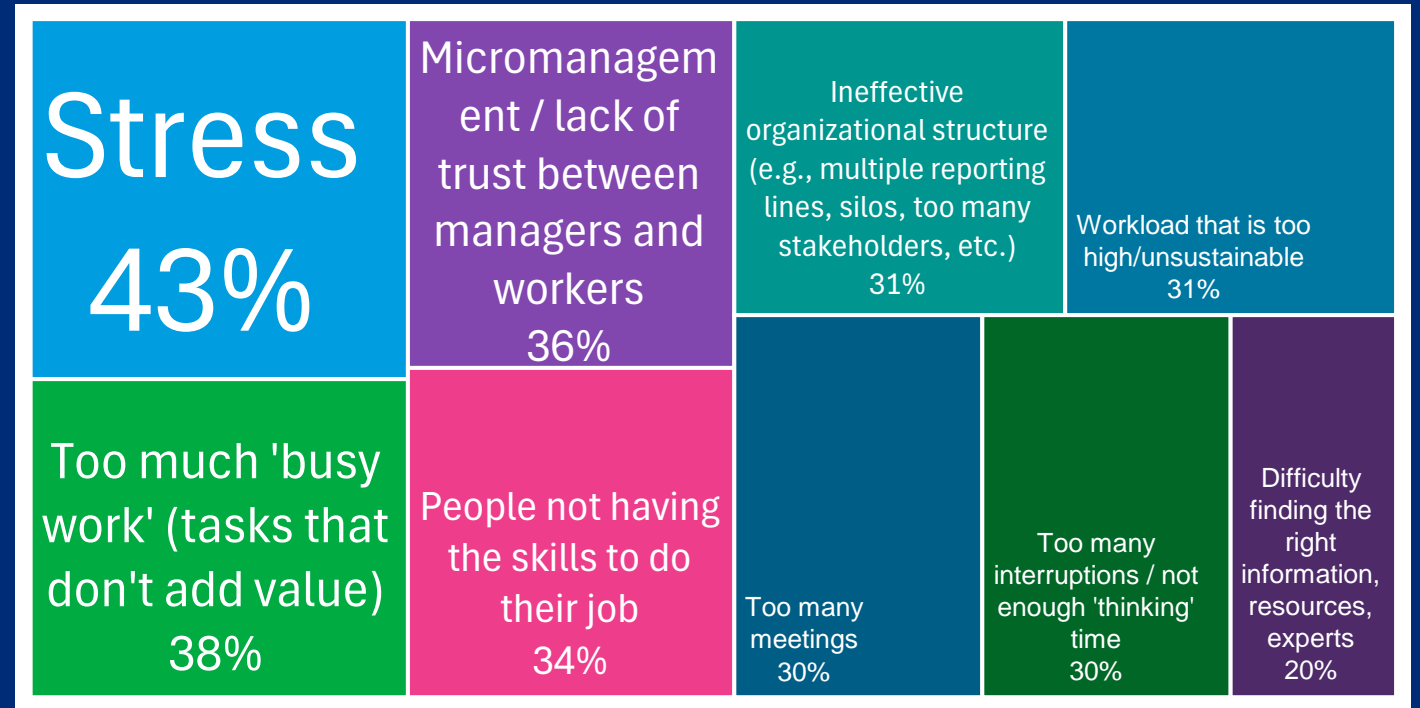 Stress
43%
Too much 'busy
work' (tasks that
don't add value)
38%
Micromanagem
ent / lack of
trust between
managers and
workers
36%
People not having
the skills to do
their job
34%
Ineffective
organizational structure
(e.g., multiple reporting
lines, silos, too many
stakeholders, etc.)
31%
Workload that is too
high/unsustainable
31%
Too many
meetings
30%
Too many
interruptions / not
enough 'thinking'
time
30%
Difficulty
finding the
right
information,
resources,
experts
20%